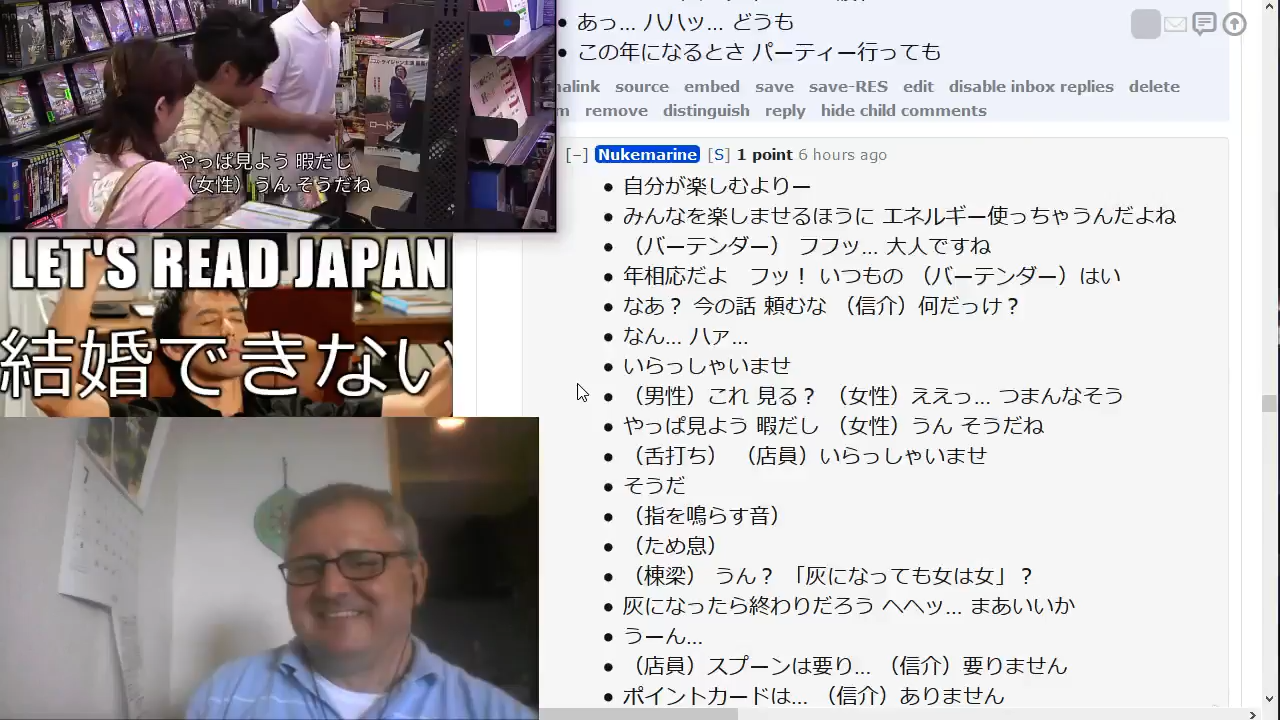 やっぱ見よう 暇だし
（女性）うん そうだね
LET'S READ JAPAN
結婚できない
7
あっ… ハハッ… どうも
この年になるとさ パーティー行っても
malink source embed save save-RES edit disable inbox replies delete
remove distinguish reply hide child comments
[–] Nukemarine [S] 1 point 6 hours ago
自分が楽しむよりー
みんなを楽しませるほうに エネルギー使っちゃうんだよね
（バーテンダー） フフッ… 大人ですね
年相応だよ フッ！ いつもの （バーテンダー）はい
なあ？ 今の話 頼むな （信介）何だっけ？
なん… ハァ…
いらっしゃいませ
（男性）これ 見る？ （女性）ええっ… つまんなそう
やっぱ見よう 暇だし （女性）うん そうだね
（舌打ち） （店員）いらっしゃいませ
そうだ
（指を鳴らす音）
（ため息）
（棟梁） うん？ 「灰になっても女は女」？
灰になったら終わりだろう ヘヘッ… まあいいか
うーん…
（店員）スプーンは要り… （信介）要りません
ポイントカードは… （信介）ありません